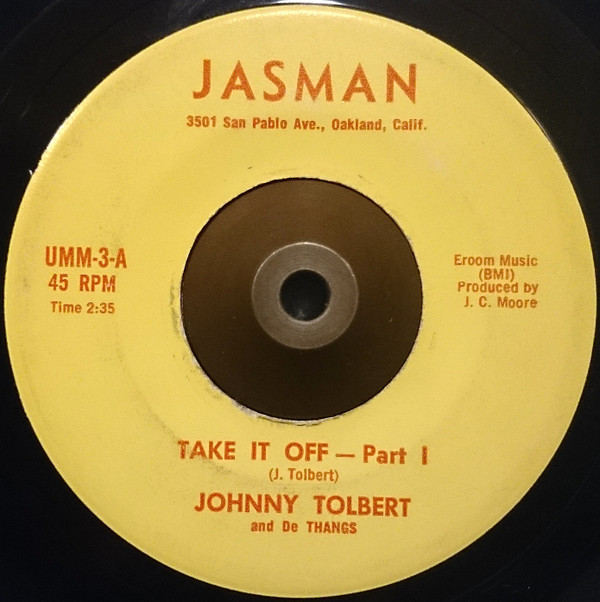 JASMAN
3501 San Pablo Ave., Oakland, Calif.
UMM-3-A
45 RPM
Time 2:35
Eroom Music
(BMI)
Produced by
J. C. Moore
TAKE IT OFF — Part I
(J. Tolbert)
JOHNNY TOLBERT
and De THANGS